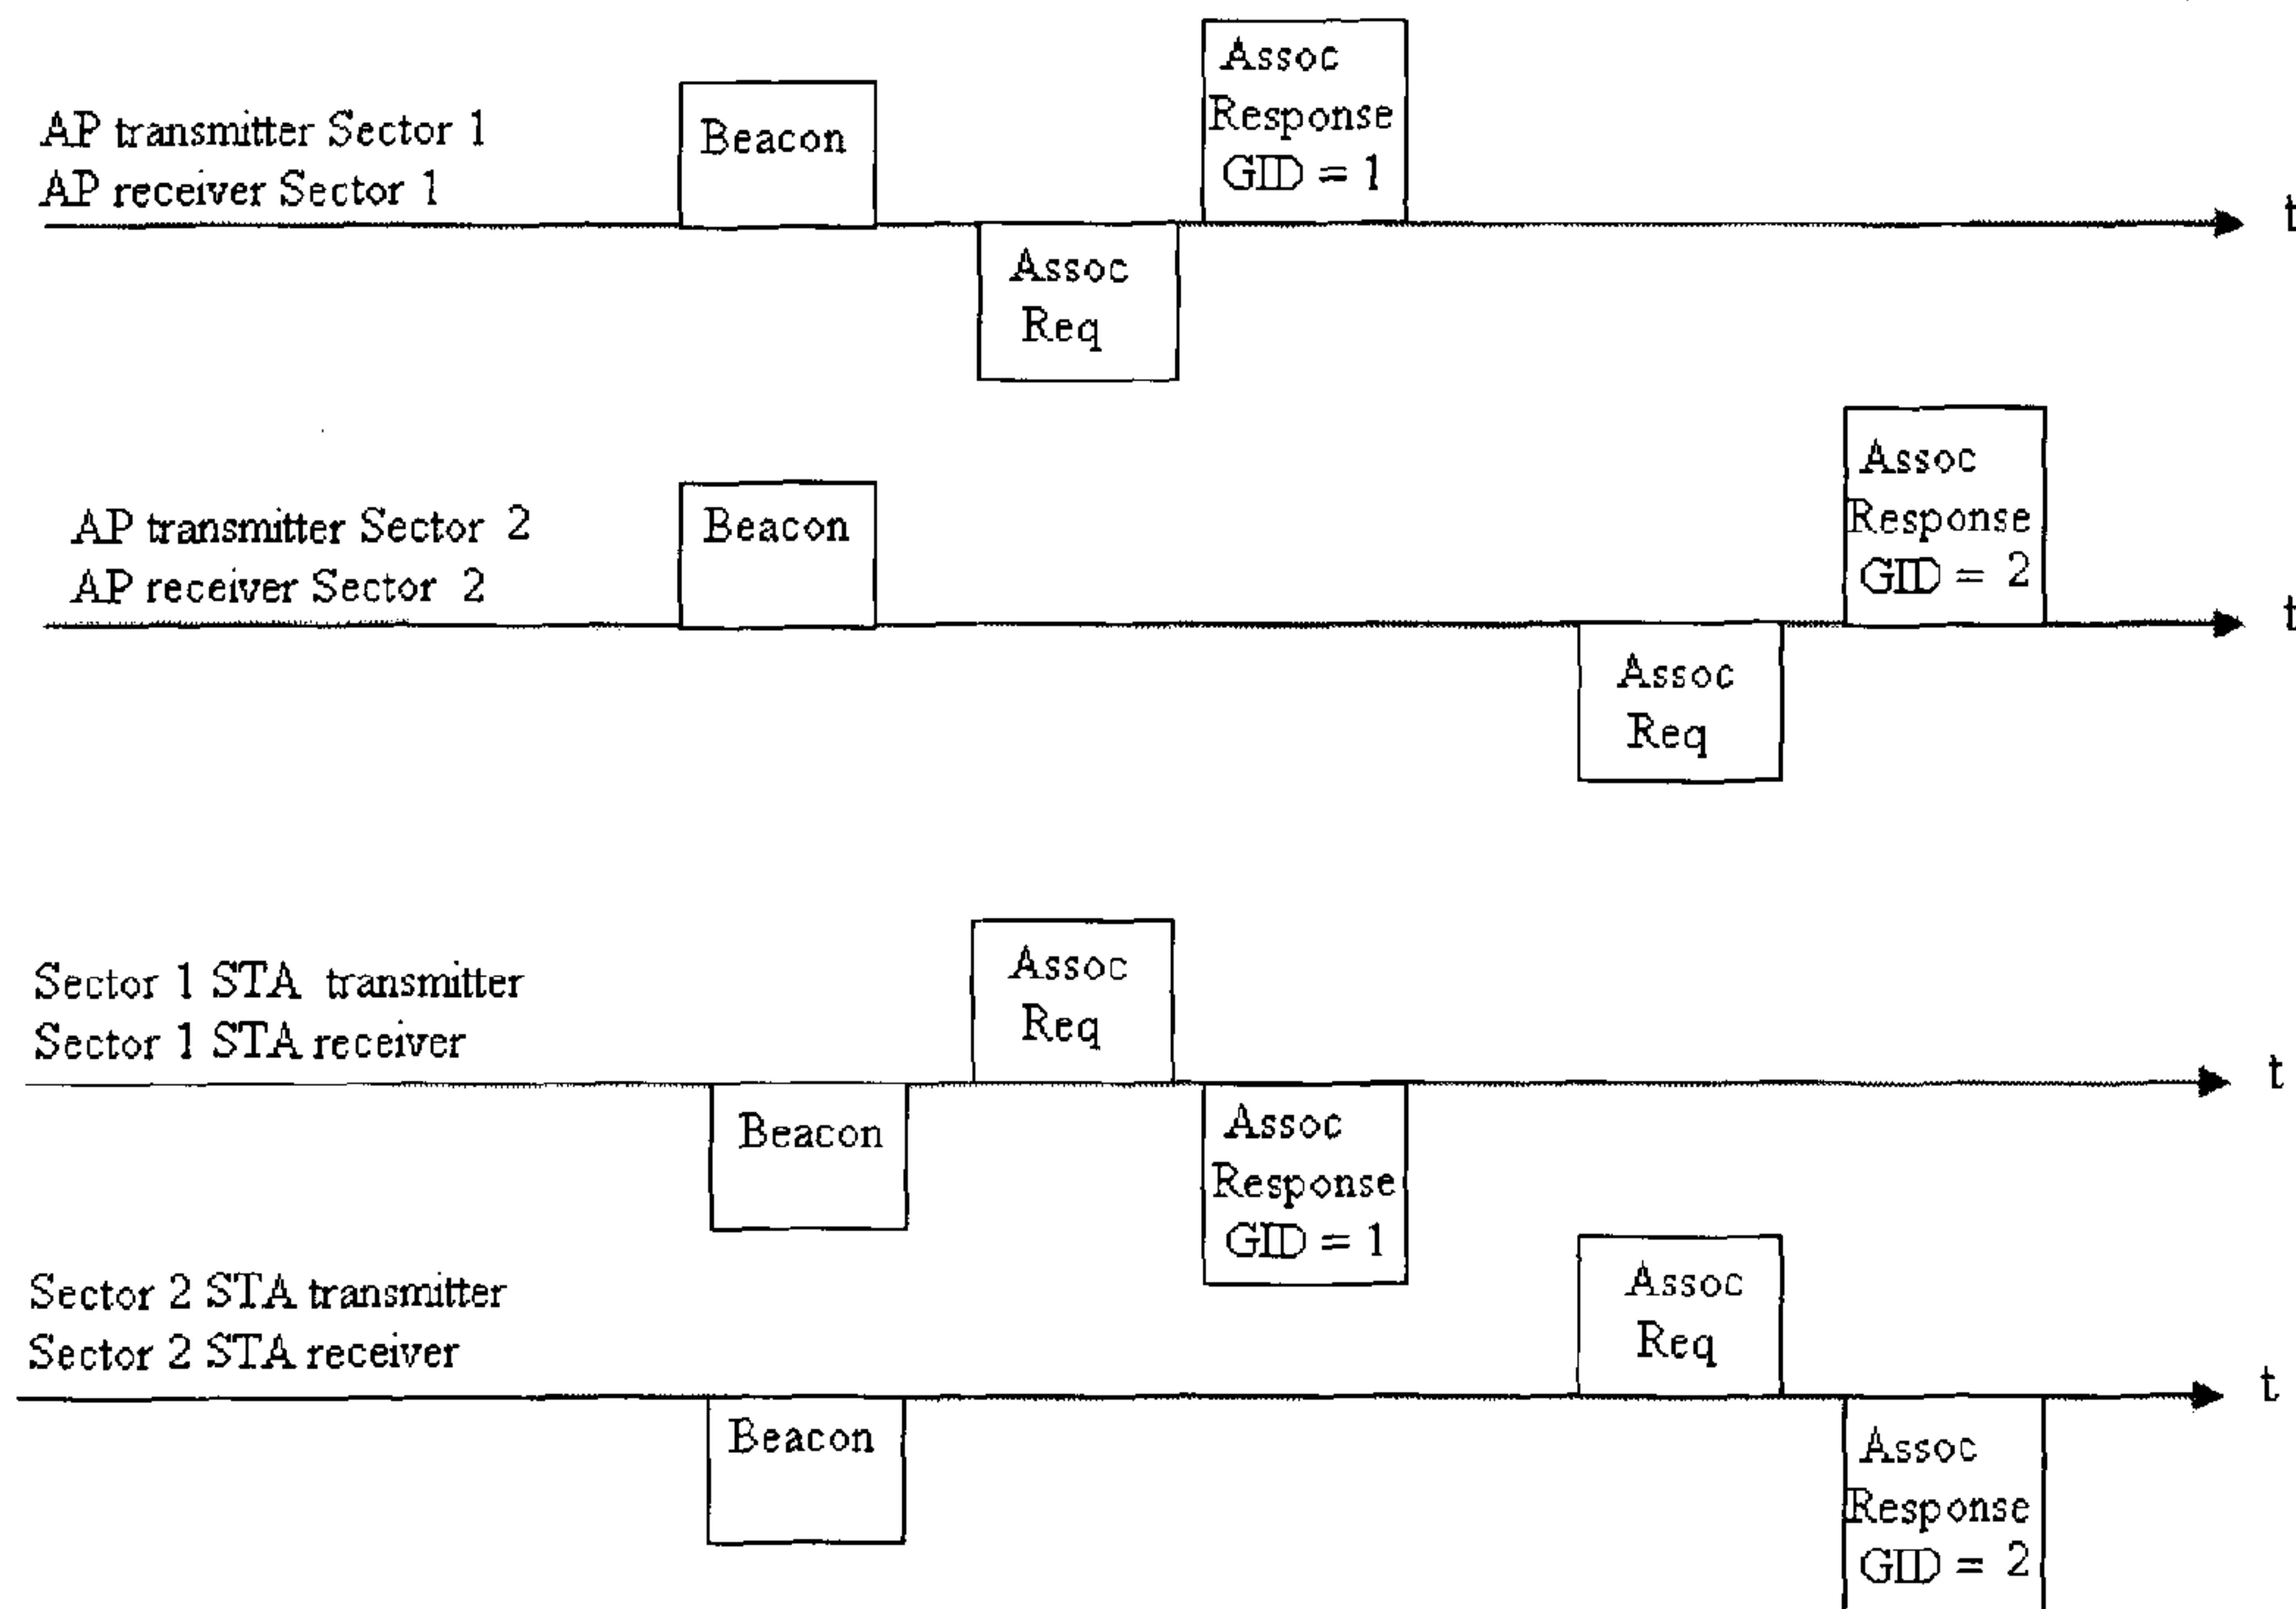 Assoc
Response
GID = 1
AP transmitter Sector 1
AP receiver Sector 1
Beacon
t
Assoc
Req
Assoc
Response
GID = 2
AP transmitter Sector 2
AP receiver Sector 2
Beacon
t
Assoc
Req
Sector 1 STA transmitter
Sector 1 STA receiver
Assoc
Req
t
Beacon
Assoc
Response
GID = 1
Sector 2 STA transmitter
Sector 2 STA receiver
Assoc
Req
t
Beacon
Assoc
Response
GID = 2